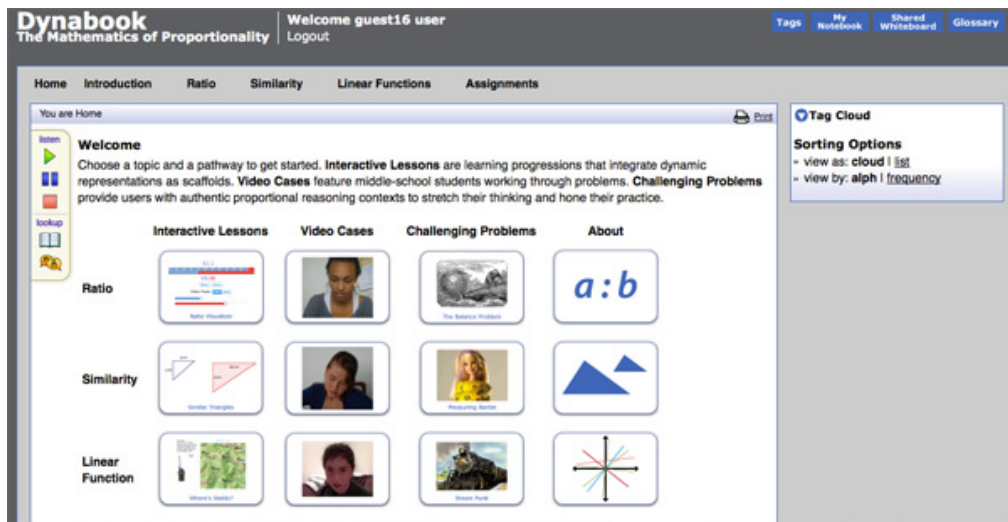 Dynabook
The Mathematics of Proportionality
Welcome guest16 user
Logout
Tags
My
Notebook
Shared
Whiteboard
Glossary
Home Introduction Ratio Similarity Linear Functions Assignments
You are Home
Print
listen
lookup
Welcome
Choose a topic and a pathway to get started. Interactive Lessons are learning progressions that integrate dynamic
representations as scaffolds. Video Cases feature middle-school students working through problems. Challenging Problems
provide users with authentic proportional reasoning contexts to stretch their thinking and hone their practice.
Interactive Lessons Video Cases Challenging Problems About
Ratio
Ratio Visualizer
The Balance Problem
a:b
Similarity
Similar Triangles
Measuring Barbie
Linear
Function
Where's Waldo?
Steam Punk
Tag Cloud
Sorting Options
» view as: cloud | list
» view by: alph | frequency